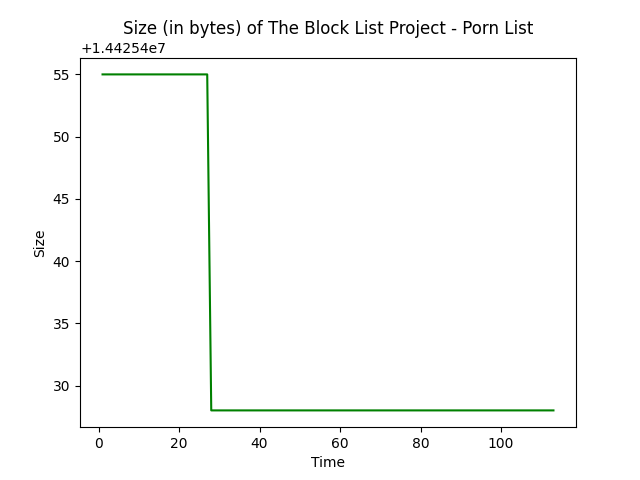 Size (in bytes) of The Block List Project - Porn List
+1.44254e7
55
50
45
40
35
30
Size
0 20 40 60 80 100
Time